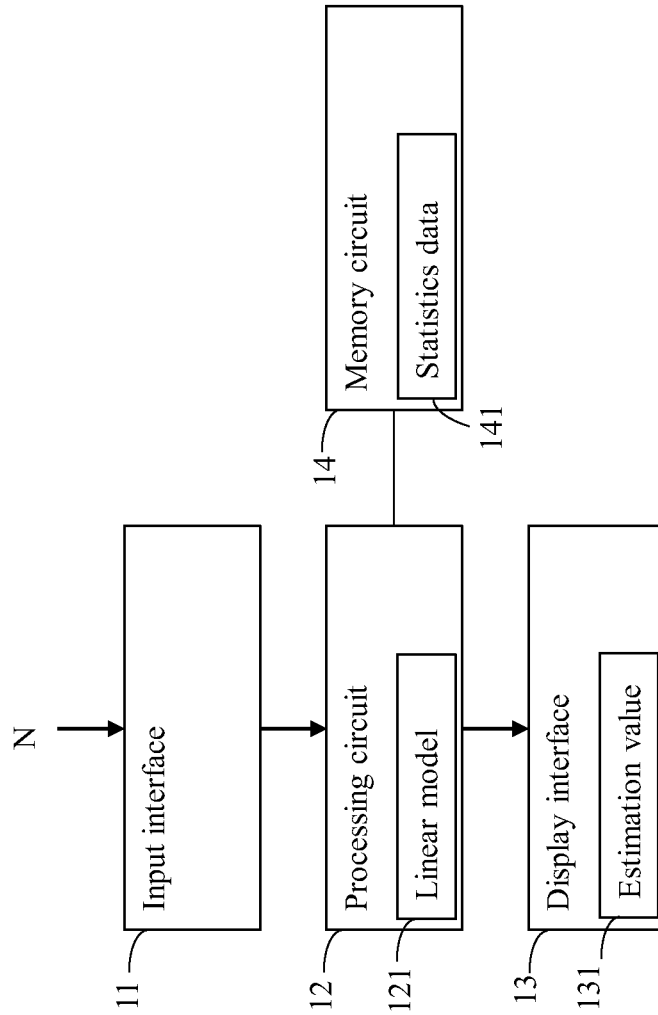 N
11
Input interface
12
Processing circuit
121
Linear model
14
Memory circuit
141
Statistics data
13
Display interface
131
Estimation value